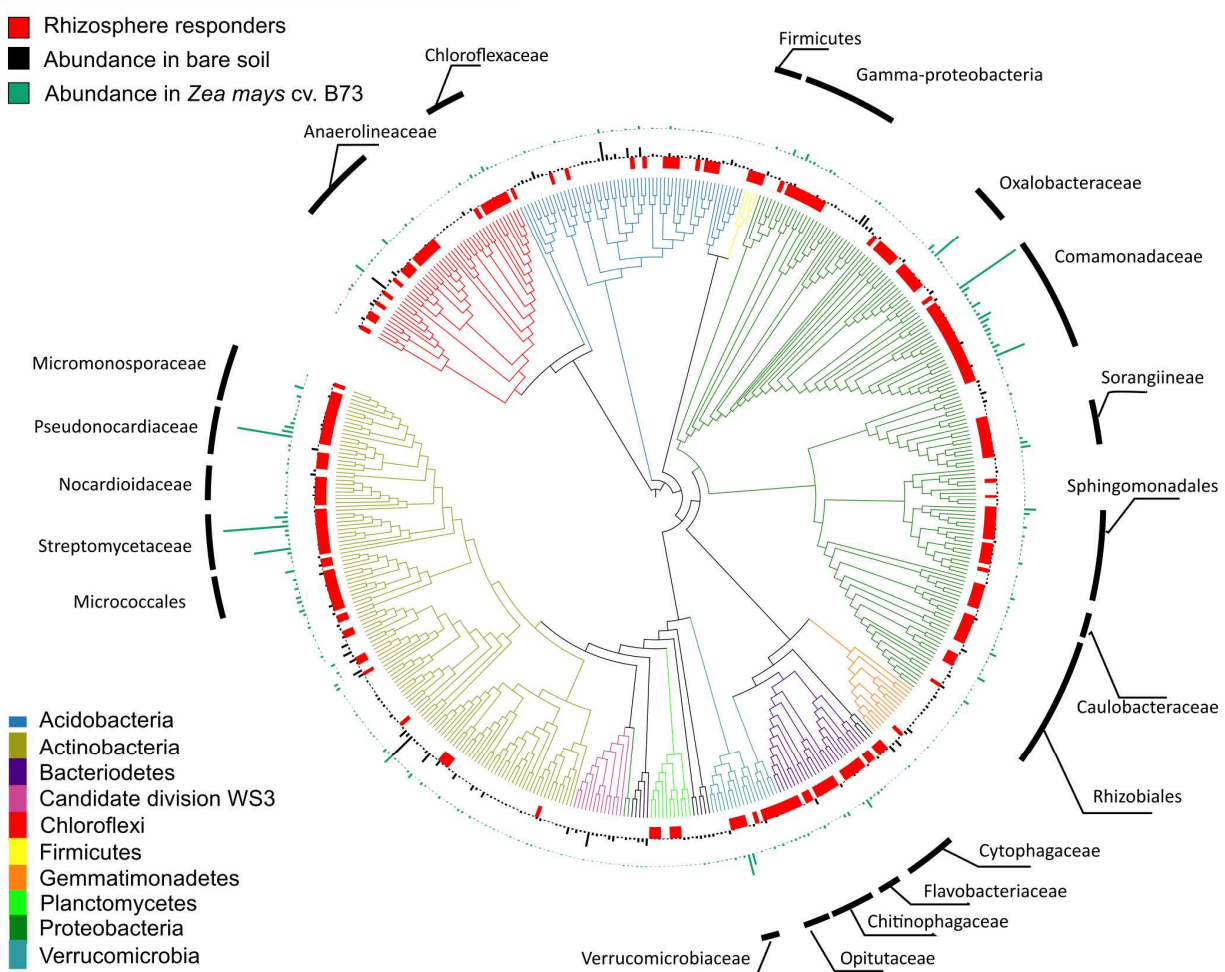 Rhizosphere responders
Abundance in bare soil
Abundance in Zea mays cv. B73
Firmicutes
Chloroflexaceae
Gamma-proteobacteria
Anaerolineaceae
Oxalobacteraceae
Comamonadaceae
Micromonosporaceae
Sorangiineae
Pseudonocardiaceae
Nocardioidaceae
Sphingomonadales
Streptomycetaceae
Micrococcales
Caulobacteraceae
Acidobacteria
Actinobacteria
Bacteriodetes
Candidate division WS3
Rhizobiales
Chloroflexi
Firmicutes
Gemmatimonadetes
Planctomycetes
Proteobacteria
Verrucomicrobia
Cytophagaceae
Flavobacteriaceae
Chitinophagaceae
Verrucomicrobiaceae
Opitutaceae